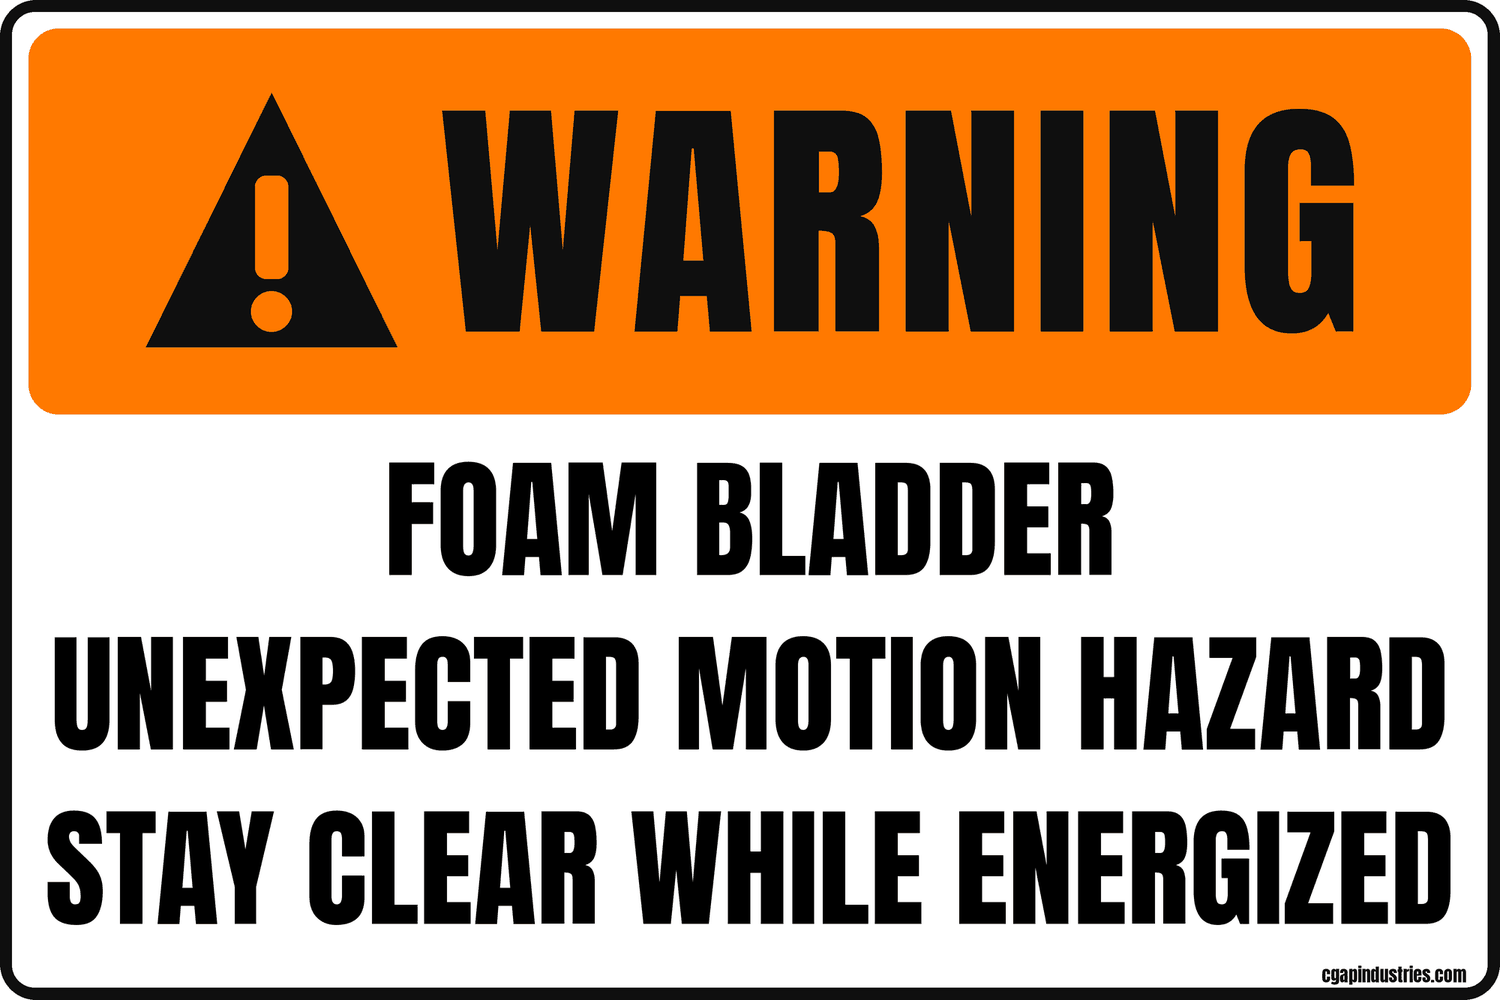 WARNING
FOAM BLADDER
UNEXPECTED MOTION HAZARD
STAY CLEAR WHILE ENERGIZED
cgapindustries.com